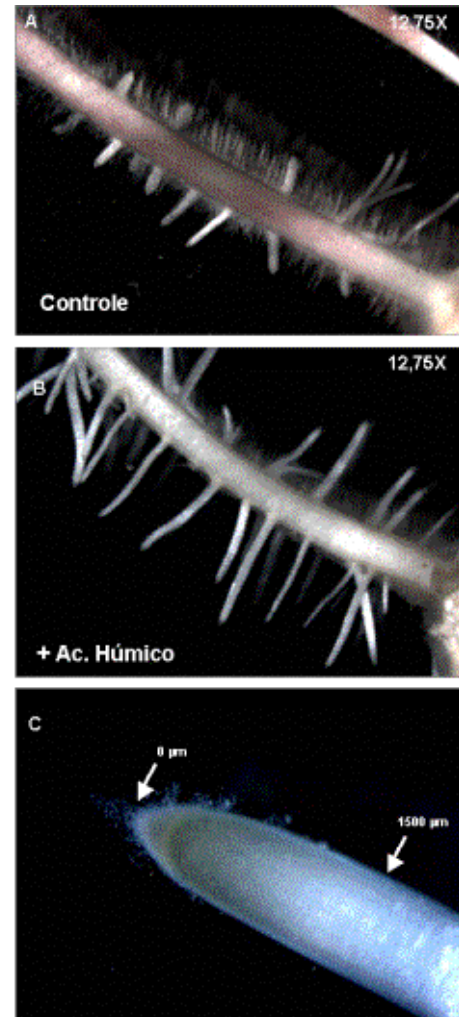 A
12,75X
Controle
12,75X
B
+ Ac. Húmico
C
0 µm
1500 µm